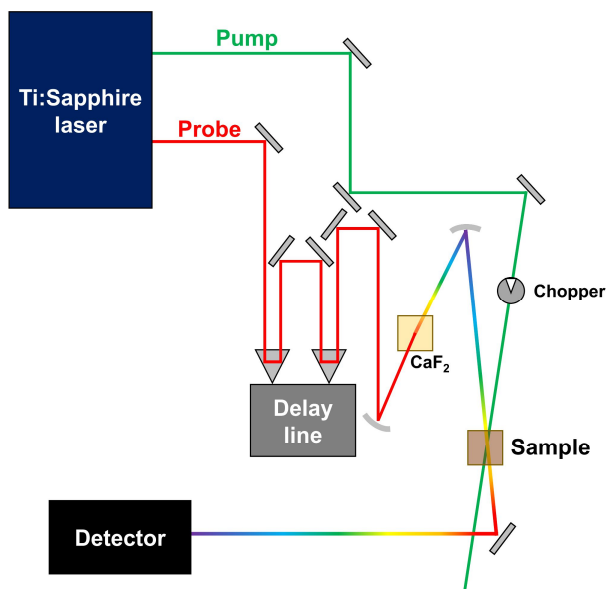 Pump
Ti:Sapphire
laser
Probe
Chopper
CaF₂
Delay
line
Sample
Detector